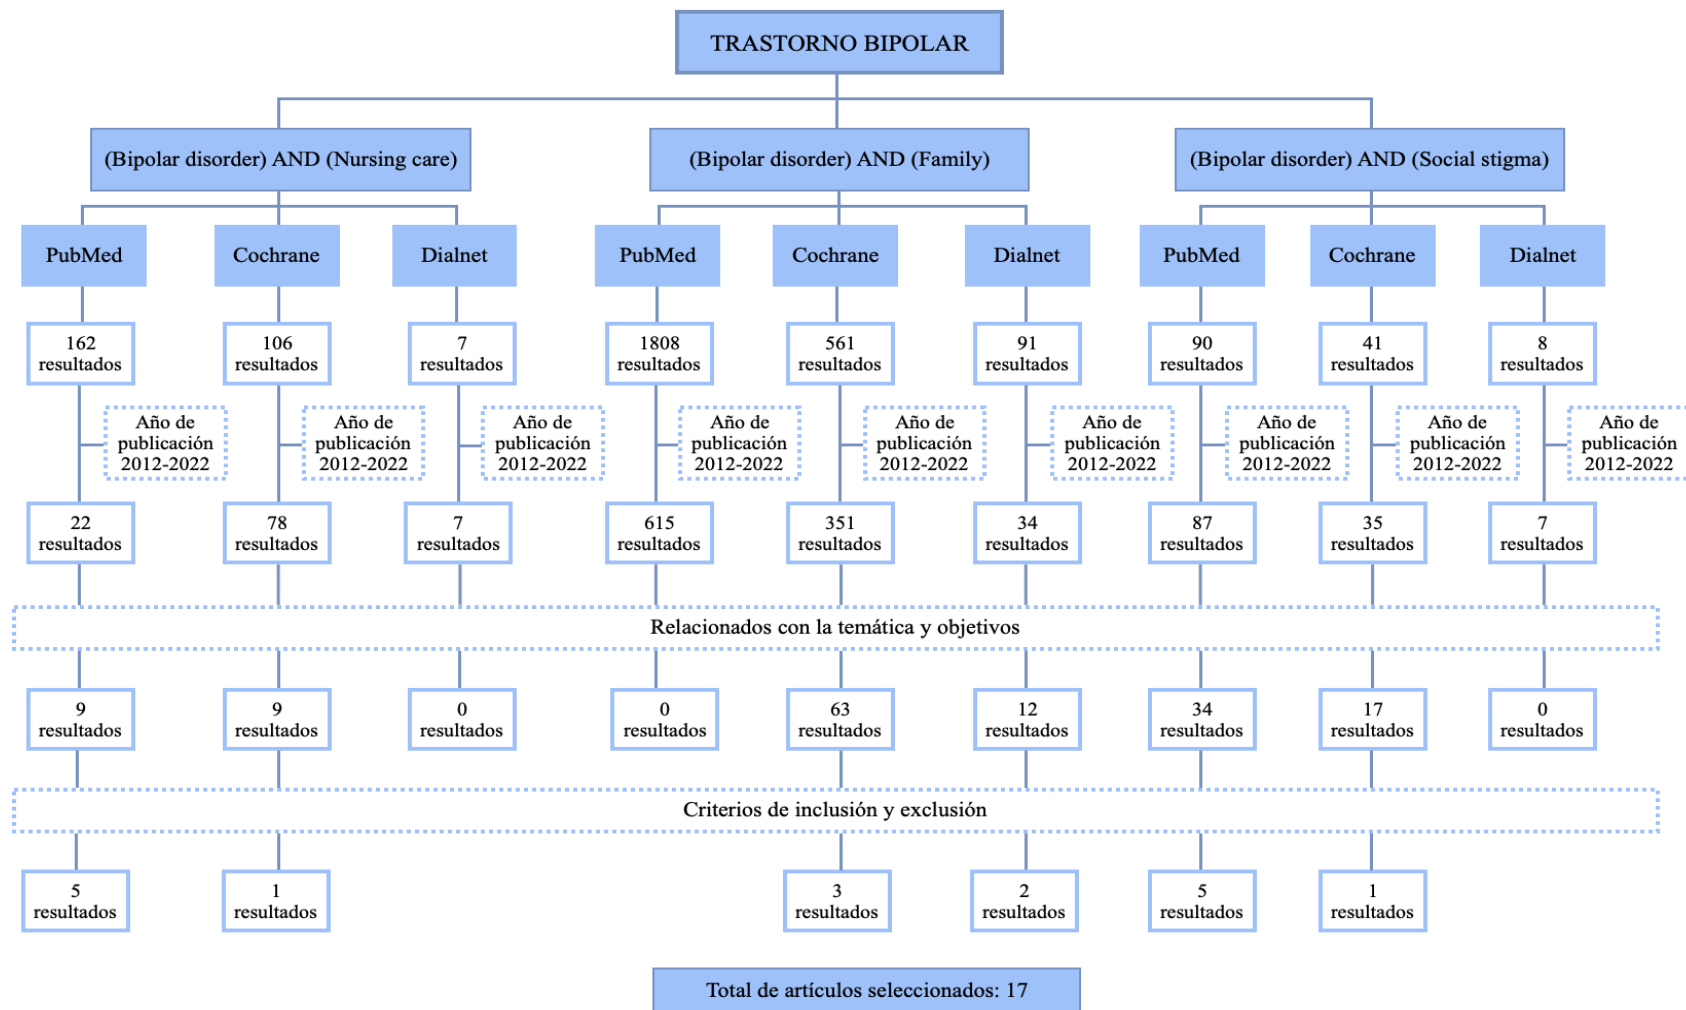 TRASTORNO BIPOLAR
(Bipolar disorder) AND (Nursing care)
(Bipolar disorder) AND (Family)
(Bipolar disorder) AND (Social stigma)
PubMed
Cochrane
Dialnet
PubMed
Cochrane
Dialnet
PubMed
Cochrane
Dialnet
162
resultados
106
resultados
7
resultados
1808
resultados
561
resultados
91
resultados
90
resultados
41
resultados
8
resultados
Año de
publicación
2012-2022
Año de
publicación
2012-2022
Año de
publicación
2012-2022
Año de
publicación
2012-2022
Año de
publicación
2012-2022
Año de
publicación
2012-2022
Año de
publicación
2012-2022
Año de
publicación
2012-2022
Año de
publicación
2012-2022
22
resultados
78
resultados
7
resultados
615
resultados
351
resultados
34
resultados
87
resultados
35
resultados
7
resultados
Relacionados con la temática y objetivos
9
resultados
9
resultados
0
resultados
0
resultados
63
resultados
12
resultados
34
resultados
17
resultados
0
resultados
Criterios de inclusión y exclusión
5
resultados
1
resultados
3
resultados
2
resultados
5
resultados
1
resultados
Total de artículos seleccionados: 17